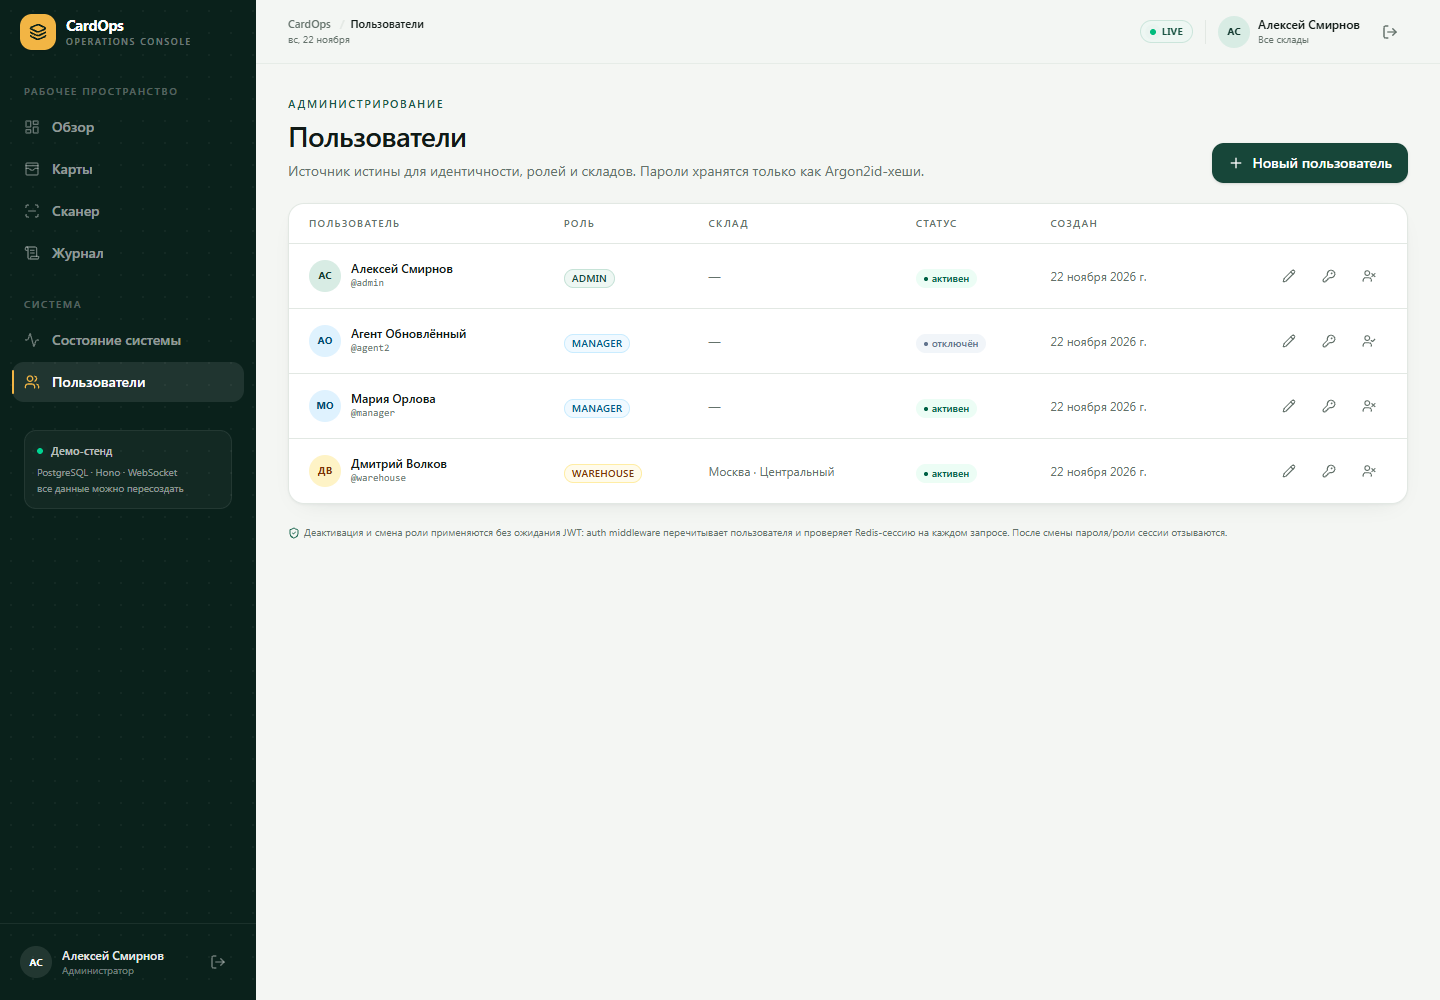 CardOps
OPERATIONS CONSOLE
РАБОЧЕЕ ПРОСТРАНСТВО
Обзор
Карты
Сканер
Журнал
СИСТЕМА
Состояние системы
Пользователи
Демо-стенд
PostgreSQL · Hono · WebSocket
все данные можно пересоздать
АС
Алексей Смирнов
Администратор
CardOps / Пользователи
вс, 22 ноября
LIVE
АС
Алексей Смирнов
Все склады
АДМИНИСТРИРОВАНИЕ
Пользователи
Источник истины для идентичности, ролей и складов. Пароли хранятся только как Argon2id-хеши.
Новый пользователь
ПОЛЬЗОВАТЕЛЬ РОЛЬ СКЛАД СТАТУС СОЗДАН
АС Алексей Смирнов @admin ADMIN — активен 22 ноября 2026 г.
АО Агент Обновлённый @agent2 MANAGER — отключён 22 ноября 2026 г.
МО Мария Орлова @manager MANAGER — активен 22 ноября 2026 г.
ДВ Дмитрий Волков @warehouse WAREHOUSE Москва · Центральный активен 22 ноября 2026 г.
Деактивация и смена роли применяются без ожидания JWT: auth middleware перечитывает пользователя и проверяет Redis-сессию на каждом запросе. После смены пароля/роли сессии отзываются.